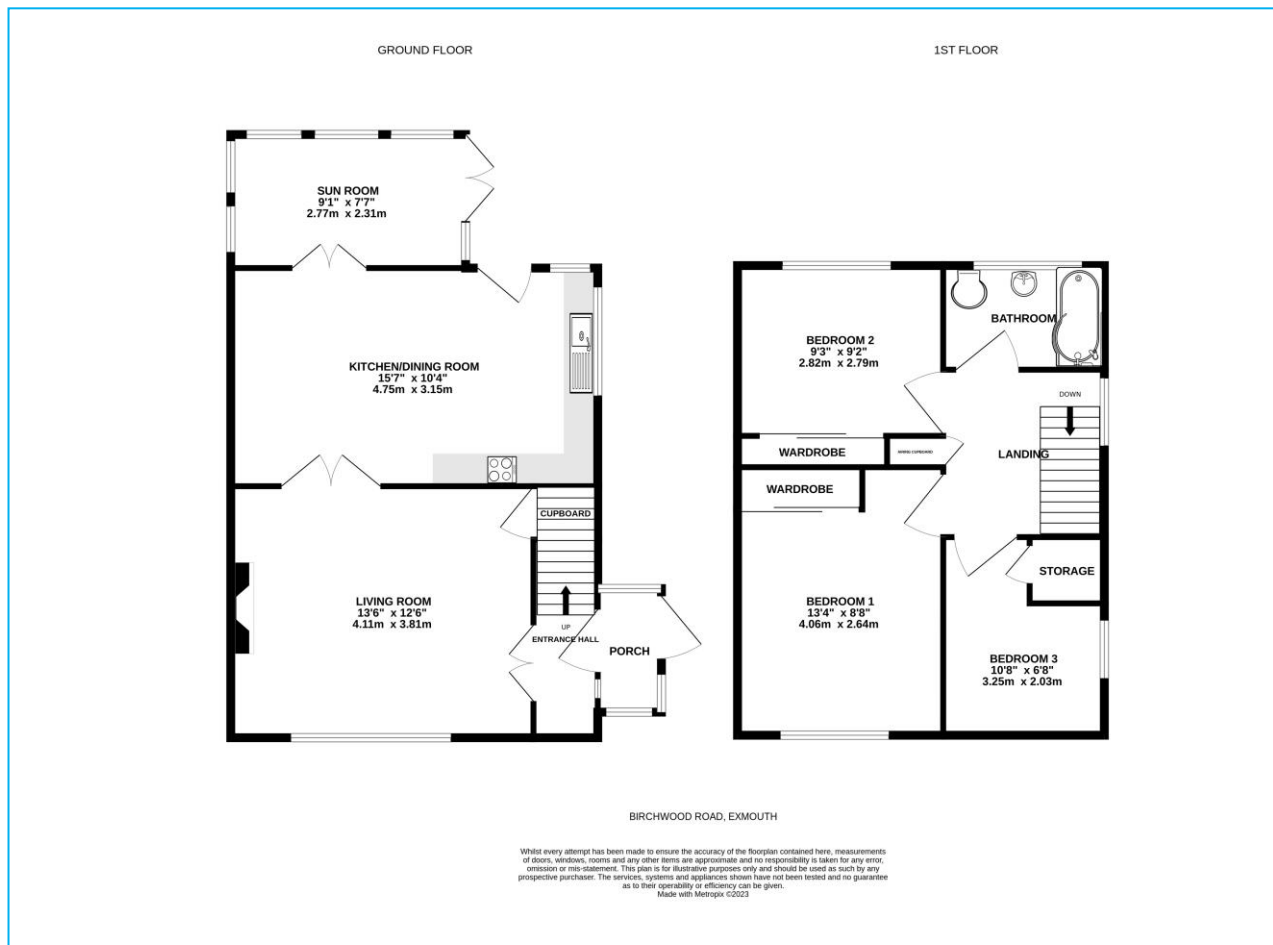 GROUND FLOOR
1ST FLOOR
SUN ROOM
9'1" x 7'7"
2.77m x 2.31m
KITCHEN/DINING ROOM
15'7" x 10'4"
4.75m x 3.15m
CUPBOARD
LIVING ROOM
13'6" x 12'6"
4.11m x 3.81m
UP
ENTRANCE HALL
PORCH
BEDROOM 2
9'3" x 9'2"
2.82m x 2.79m
BATHROOM
DOWN
WARDROBE
AIRING CUPBOARD
LANDING
WARDROBE
BEDROOM 1
13'4" x 8'8"
4.06m x 2.64m
STORAGE
BEDROOM 3
10'8" x 6'8"
3.25m x 2.03m
BIRCHWOOD ROAD, EXMOUTH
Whilst every attempt has been made to ensure the accuracy of the floorplan contained here, measurements
of doors, windows, rooms and any other items are approximate and no responsibility is taken for any error,
omission or mis-statement. This plan is for illustrative purposes only and should be used as such by any
prospective purchaser. The services, systems and appliances shown have not been tested and no guarantee
as to their operability or efficiency can be given.
Made with Metropix ©2023